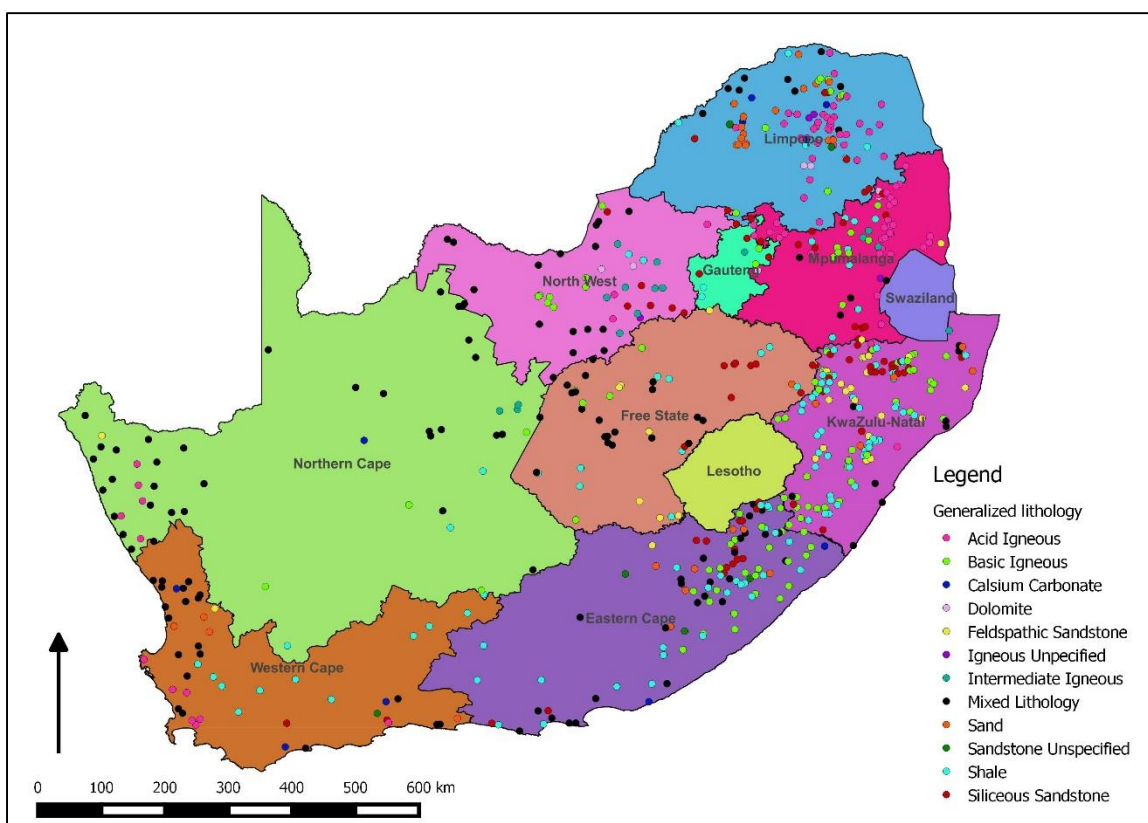 Limpopo
North West
Gauteng
Mpumalanga
Swaziland
Free State
KwaZulu-Natal
Northern Cape
Lesotho
Eastern Cape
Western Cape
Legend
Generalized lithology
Acid Igneous
Basic Igneous
Calsium Carbonate
Dolomite
Feldspathic Sandstone
Igneous Unpecified
Intermediate Igneous
Mixed Lithology
Sand
Sandstone Unspecified
Shale
Siliceous Sandstone
0 100 200 300 400 500 600 km